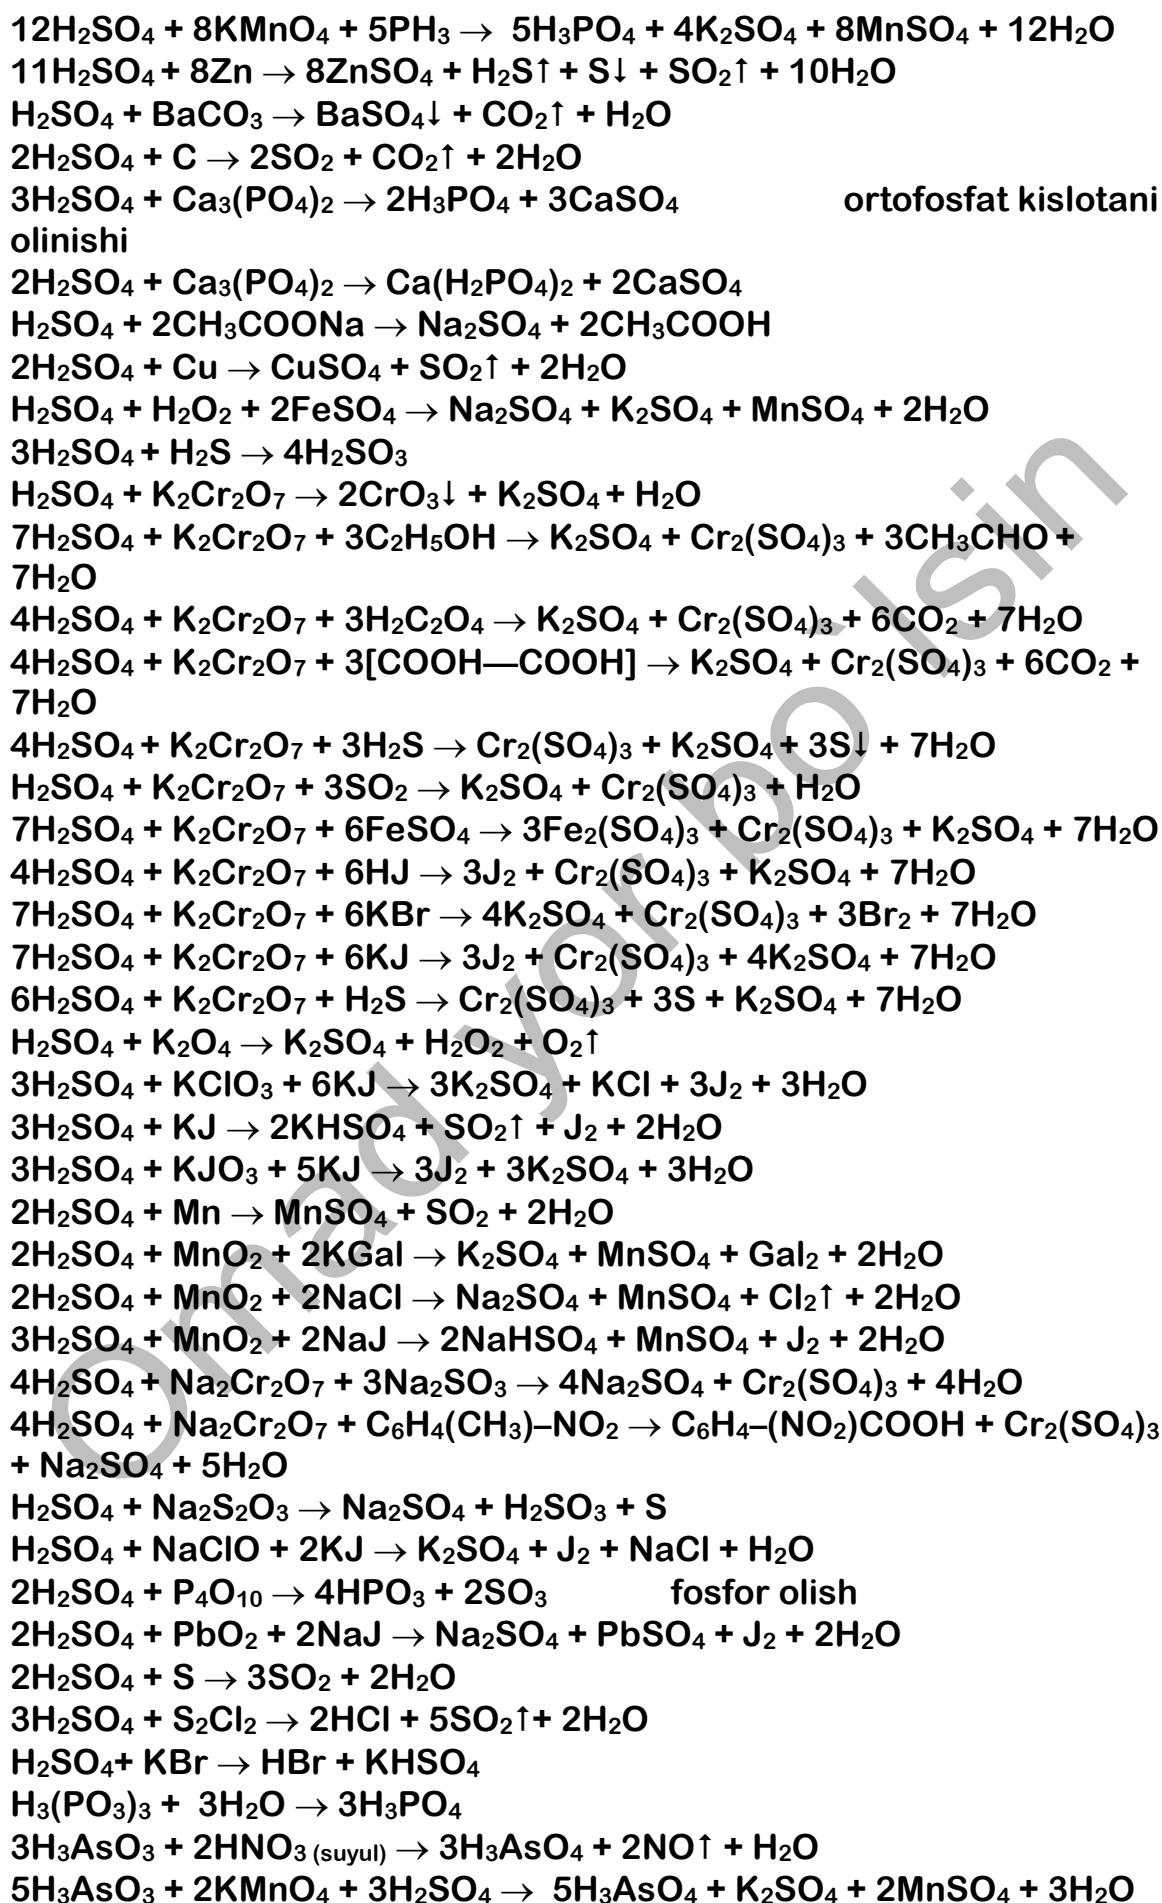 12H₂SO₄ + 8KMnO₄ + 5PH₃ → 5H₃PO₄ + 4K₂SO₄ + 8MnSO₄ + 12H₂O
11H₂SO₄ + 8Zn → 8ZnSO₄ + H₂S↑ + S↓ + SO₂↑ + 10H₂O
H₂SO₄ + BaCO₃ → BaSO₄↓ + CO₂↑ + H₂O
2H₂SO₄ + C → 2SO₂ + CO₂↑ + 2H₂O
3H₂SO₄ + Ca₃(PO₄)₂ → 2H₃PO₄ + 3CaSO₄ ortofosfat kislotani
olinishi
2H₂SO₄ + Ca₃(PO₄)₂ → Ca(H₂PO₄)₂ + 2CaSO₄
H₂SO₄ + 2CH₃COONa → Na₂SO₄ + 2CH₃COOH
2H₂SO₄ + Cu → CuSO₄ + SO₂↑ + 2H₂O
H₂SO₄ + H₂O₂ + 2FeSO₄ → Na₂SO₄ + K₂SO₄ + MnSO₄ + 2H₂O
3H₂SO₄ + H₂S → 4H₂SO₃
H₂SO₄ + K₂Cr₂O₇ → 2CrO₃↓ + K₂SO₄ + H₂O
7H₂SO₄ + K₂Cr₂O₇ + 3C₂H₅OH → K₂SO₄ + Cr₂(SO₄)₃ + 3CH₃CHO +
7H₂O
4H₂SO₄ + K₂Cr₂O₇ + 3H₂C₂O₄ → K₂SO₄ + Cr₂(SO₄)₃ + 6CO₂ + 7H₂O
4H₂SO₄ + K₂Cr₂O₇ + 3[COOH—COOH] → K₂SO₄ + Cr₂(SO₄)₃ + 6CO₂ +
7H₂O
4H₂SO₄ + K₂Cr₂O₇ + 3H₂S → Cr₂(SO₄)₃ + K₂SO₄ + 3S↓ + 7H₂O
H₂SO₄ + K₂Cr₂O₇ + 3SO₂ → K₂SO₄ + Cr₂(SO₄)₃ + H₂O
7H₂SO₄ + K₂Cr₂O₇ + 6FeSO₄ → 3Fe₂(SO₄)₃ + Cr₂(SO₄)₃ + K₂SO₄ + 7H₂O
4H₂SO₄ + K₂Cr₂O₇ + 6HJ → 3J₂ + Cr₂(SO₄)₃ + K₂SO₄ + 7H₂O
7H₂SO₄ + K₂Cr₂O₇ + 6KBr → 4K₂SO₄ + Cr₂(SO₄)₃ + 3Br₂ + 7H₂O
7H₂SO₄ + K₂Cr₂O₇ + 6KJ → 3J₂ + Cr₂(SO₄)₃ + 4K₂SO₄ + 7H₂O
6H₂SO₄ + K₂Cr₂O₇ + H₂S → Cr₂(SO₄)₃ + 3S + K₂SO₄ + 7H₂O
H₂SO₄ + K₂O₄ → K₂SO₄ + H₂O₂ + O₂↑
3H₂SO₄ + KClO₃ + 6KJ → 3K₂SO₄ + KCl + 3J₂ + 3H₂O
3H₂SO₄ + KJ → 2KHSO₄ + SO₂↑ + J₂ + 2H₂O
3H₂SO₄ + KJO₃ + 5KJ → 3J₂ + 3K₂SO₄ + 3H₂O
2H₂SO₄ + Mn → MnSO₄ + SO₂ + 2H₂O
2H₂SO₄ + MnO₂ + 2KGal → K₂SO₄ + MnSO₄ + Gal₂ + 2H₂O
2H₂SO₄ + MnO₂ + 2NaCl → Na₂SO₄ + MnSO₄ + Cl₂↑ + 2H₂O
3H₂SO₄ + MnO₂ + 2NaJ → 2NaHSO₄ + MnSO₄ + J₂ + 2H₂O
4H₂SO₄ + Na₂Cr₂O₇ + 3Na₂SO₃ → 4Na₂SO₄ + Cr₂(SO₄)₃ + 4H₂O
4H₂SO₄ + Na₂Cr₂O₇ + C₆H₄(CH₃)–NO₂ → C₆H₄–(NO₂)COOH + Cr₂(SO₄)₃
+ Na₂SO₄ + 5H₂O
H₂SO₄ + Na₂S₂O₃ → Na₂SO₄ + H₂SO₃ + S
H₂SO₄ + NaClO + 2KJ → K₂SO₄ + J₂ + NaCl + H₂O
2H₂SO₄ + P₄O₁₀ → 4HPO₃ + 2SO₃ fosfor olish
2H₂SO₄ + PbO₂ + 2NaJ → Na₂SO₄ + PbSO₄ + J₂ + 2H₂O
2H₂SO₄ + S → 3SO₂ + 2H₂O
3H₂SO₄ + S₂Cl₂ → 2HCl + 5SO₂↑+ 2H₂O
H₂SO₄+ KBr → HBr + KHSO₄
H₃(PO₃)₃ + 3H₂O → 3H₃PO₄
3H₃AsO₃ + 2HNO₃ (suyul) → 3H₃AsO₄ + 2NO↑ + H₂O
5H₃AsO₃ + 2KMnO₄ + 3H₂SO₄ → 5H₃AsO₄ + K₂SO₄ + 2MnSO₄ + 3H₂O
Omad yor bo lsin